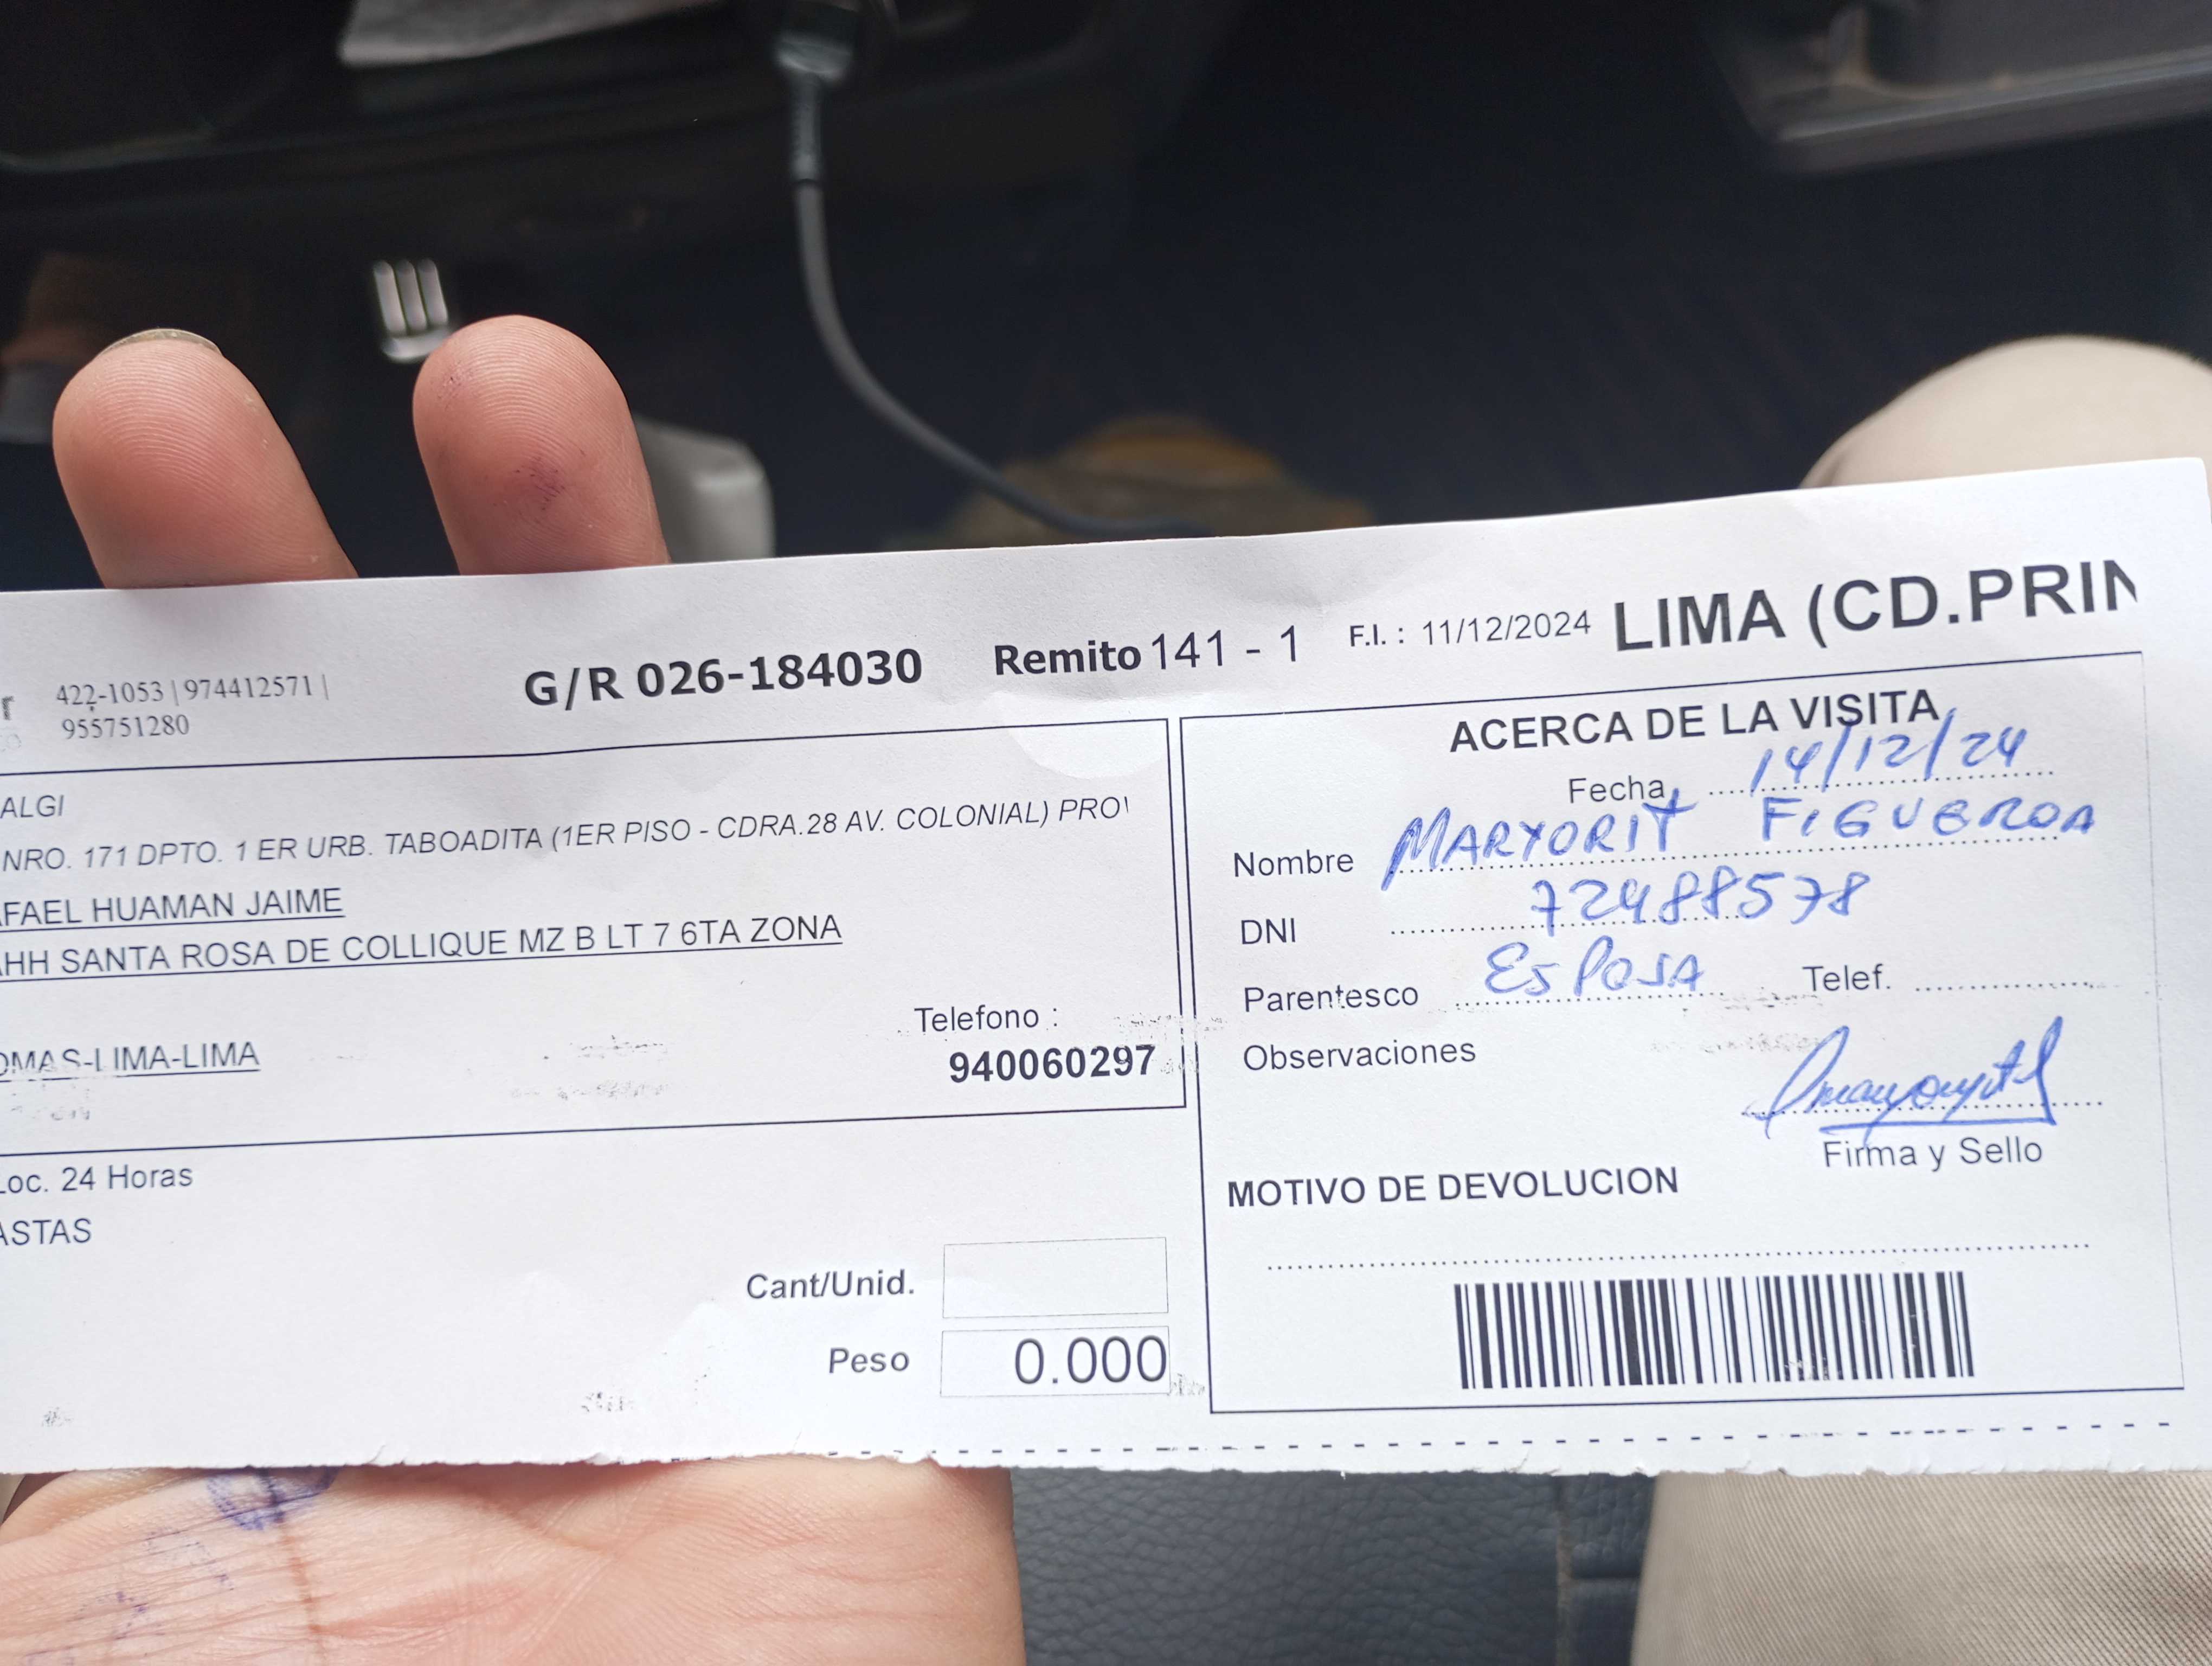 422-1053 | 974412571 |
955751280
G/R 026-184030
Remito 141 - 1
F.I. : 11/12/2024
LIMA (CD.PRIN
ALGI
NRO. 171 DPTO. 1 ER URB. TABOADITA (1ER PISO - CDRA.28 AV. COLONIAL) PRO
FAEL HUAMAN JAIME
HH SANTA ROSA DE COLLIQUE MZ B LT 7 6TA ZONA
OMAS-LIMA-LIMA
Telefono :
940060297
Loc. 24 Horas
ASTAS
Cant/Unid.
Peso 0.000
ACERCA DE LA VISITA
Fecha 14/12/24
Nombre MARYORIT FIGUEROA
DNI 72488578
Parentesco ESPOSA Telef.
Observaciones
Firma y Sello
MOTIVO DE DEVOLUCION